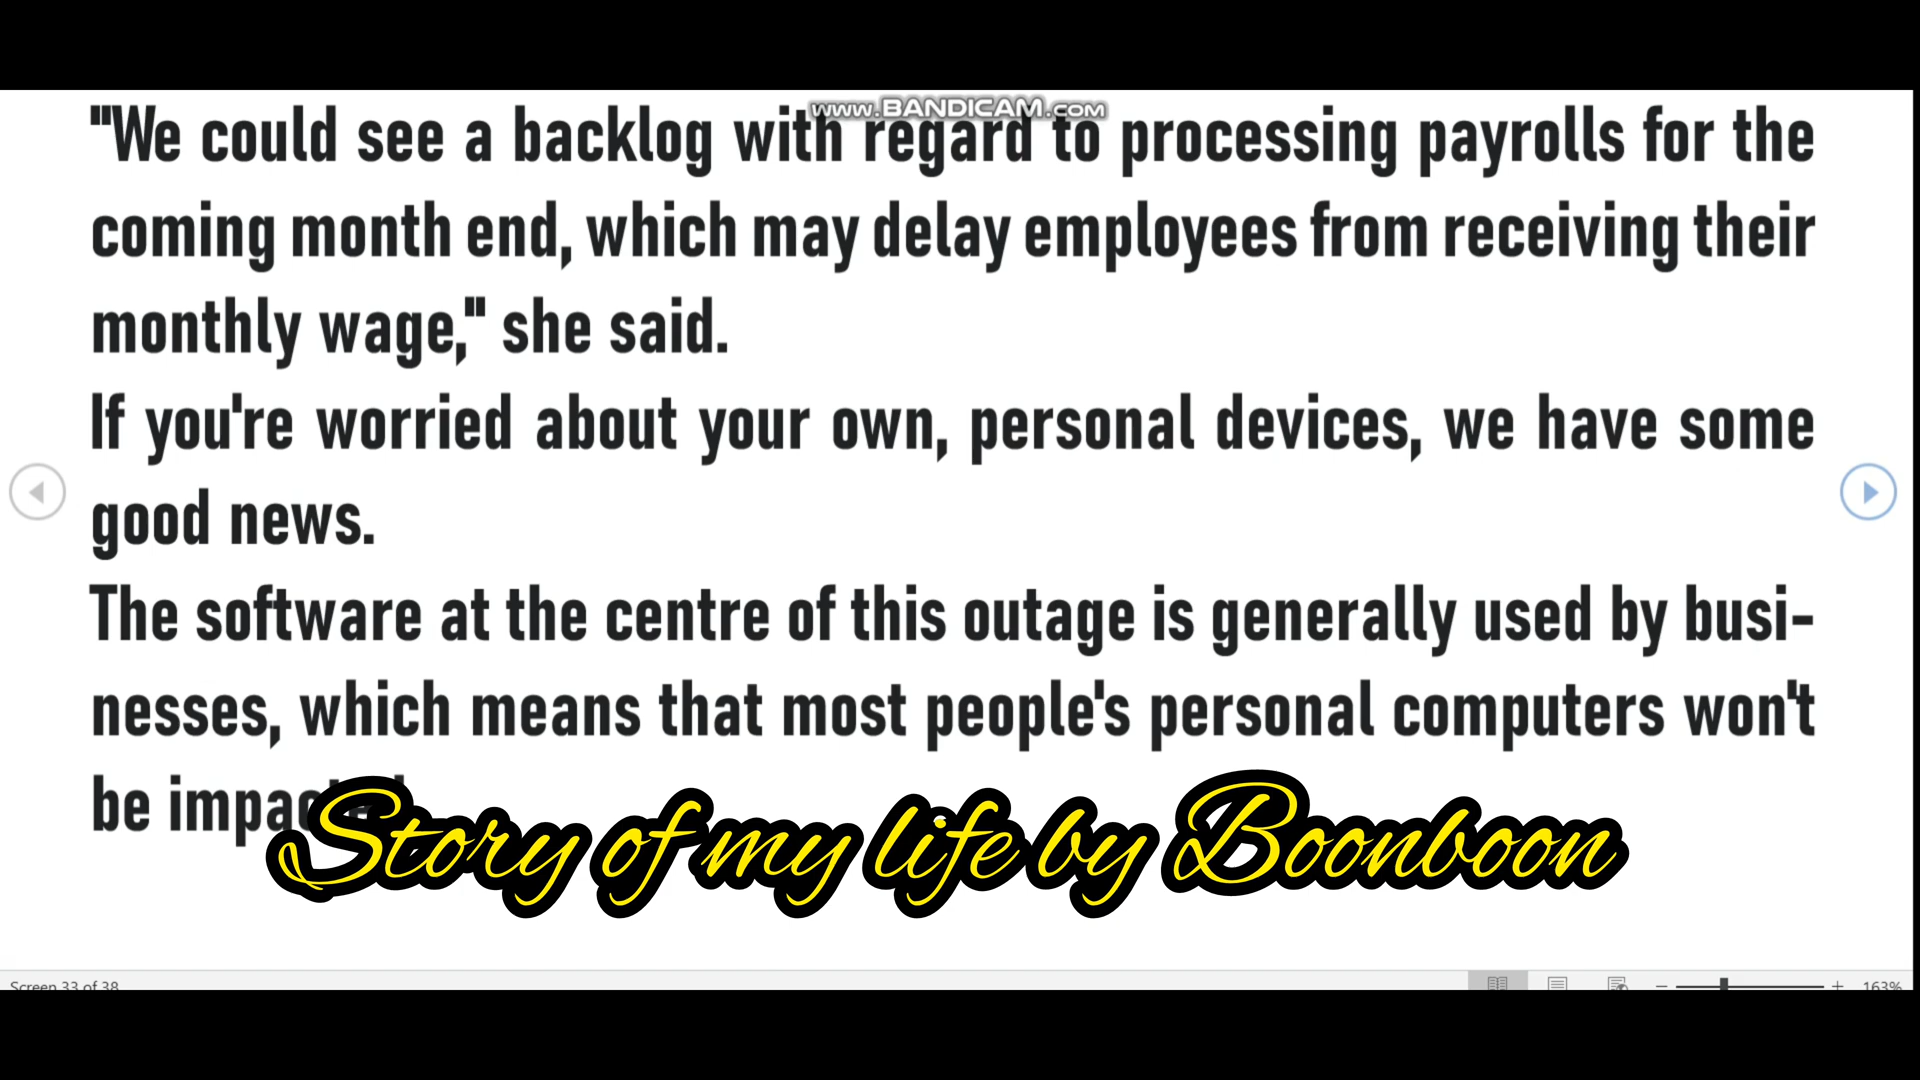 www.BANDICAM.com
"We could see a backlog with regard to processing payrolls for the
coming month end, which may delay employees from receiving their
monthly wage," she said.
If you're worried about your own, personal devices, we have some
good news.
The software at the centre of this outage is generally used by busi-
nesses, which means that most people's personal computers won't
be
Story of my life by Boonboon
Screen 33 of 38
163%